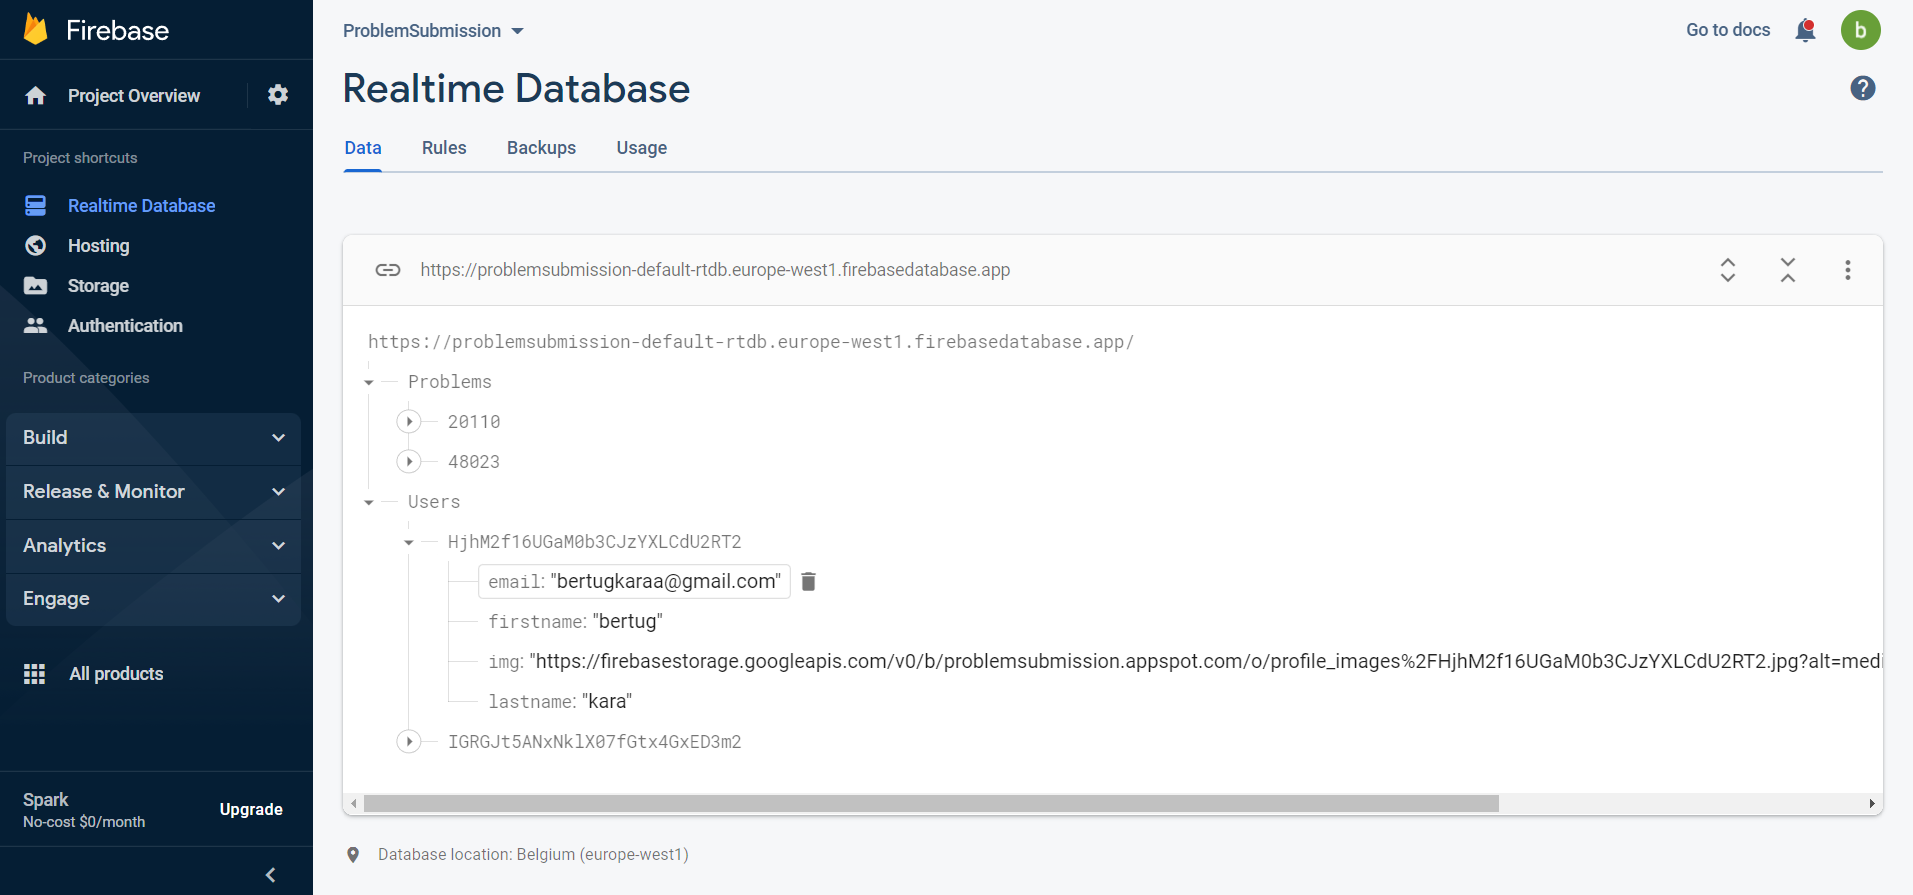 Firebase
Project Overview
Project shortcuts
Realtime Database
Hosting
Storage
Authentication
Product categories
Build
Release & Monitor
Analytics
Engage
All products
Spark
No-cost $0/month
Upgrade
ProblemSubmission
Go to docs
b
Realtime Database
?
Data Rules Backups Usage
https://problemsubmission-default-rtdb.europe-west1.firebasedatabase.app
https://problemsubmission-default-rtdb.europe-west1.firebasedatabase.app/
Problems
20110
48023
Users
HjhM2f16UGaM0b3CJzYXLCdU2RT2
email: "bertugkaraa@gmail.com"
firstname: "bertug"
img: "https://firebasestorage.googleapis.com/v0/b/problemsubmission.appspot.com/o/profile_images%2FHjhM2f16UGaM0b3CJzYXLCdU2RT2.jpg?alt=medi
lastname: "kara"
IGRGJt5ANxNklX07fGtx4GxED3m2
Database location: Belgium (europe-west1)